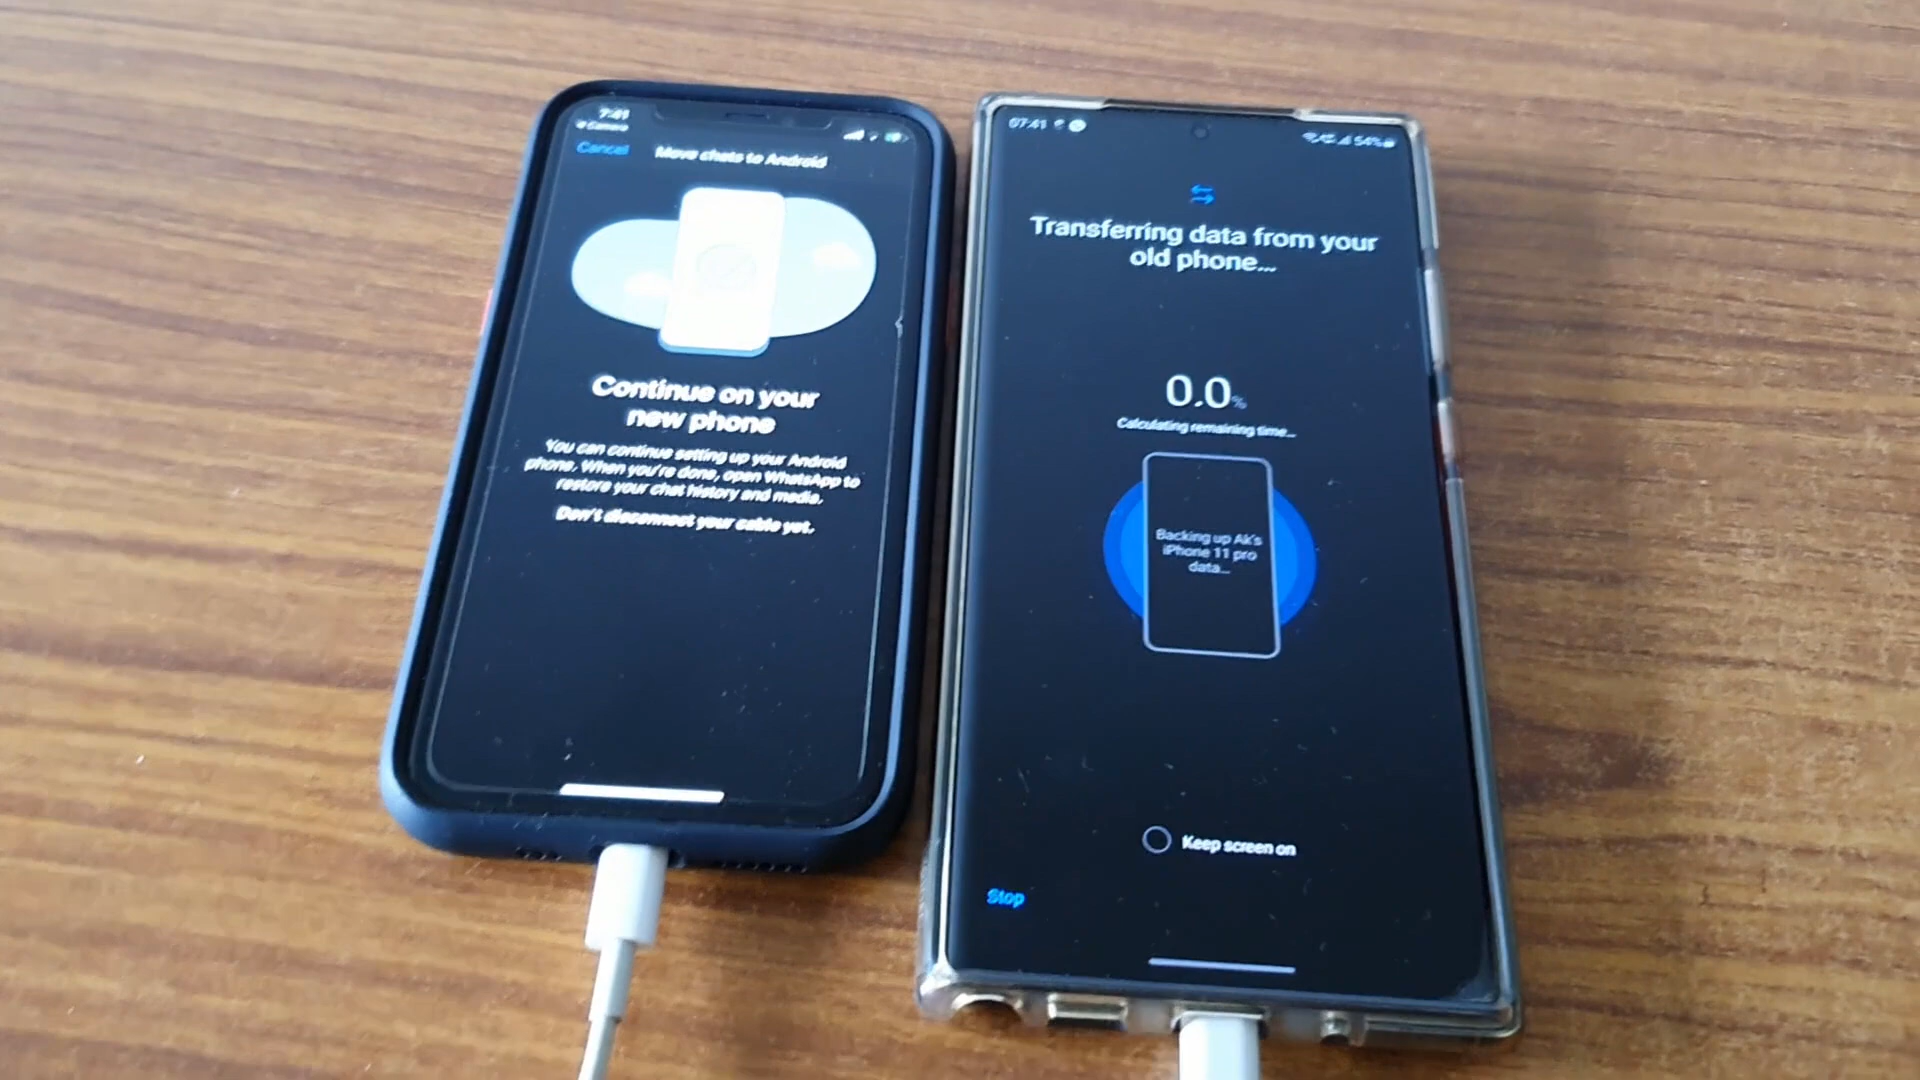 7:41
Camera
Cancel
Move chats to Android
Continue on your
new phone
You can continue setting up your Android
phone. When you're done, open WhatsApp to
restore your chat history and media.
Don't disconnect your cable yet.
07:41
54%
Transferring data from your
old phone...
0.0%
Calculating remaining time...
Backing up Ak's
iPhone 11 pro
data...
Keep screen on
Stop